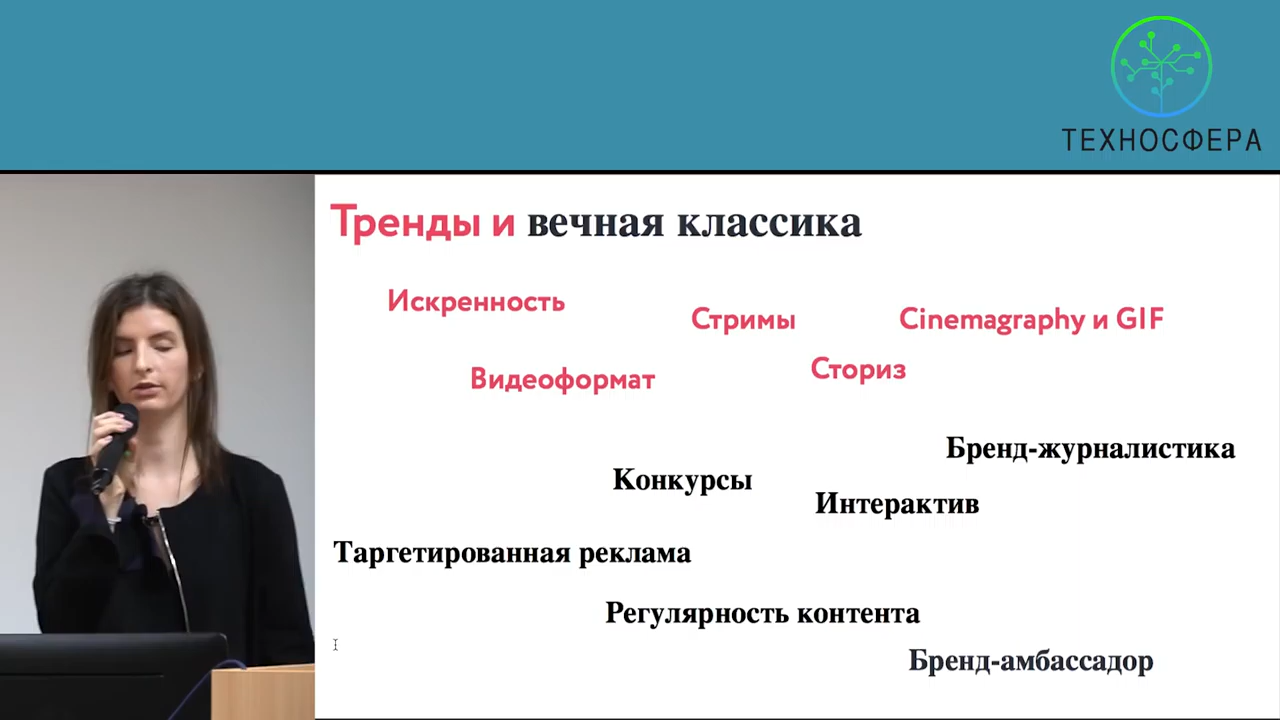 ТЕХНОСФЕРА
Тренды и вечная классика
Искренность
Стримы
Cinemagraphy и GIF
Видеоформат
Сториз
Бренд-журналистика
Конкурсы
Интерактив
Таргетированная реклама
Регулярность контента
Бренд-амбассадор